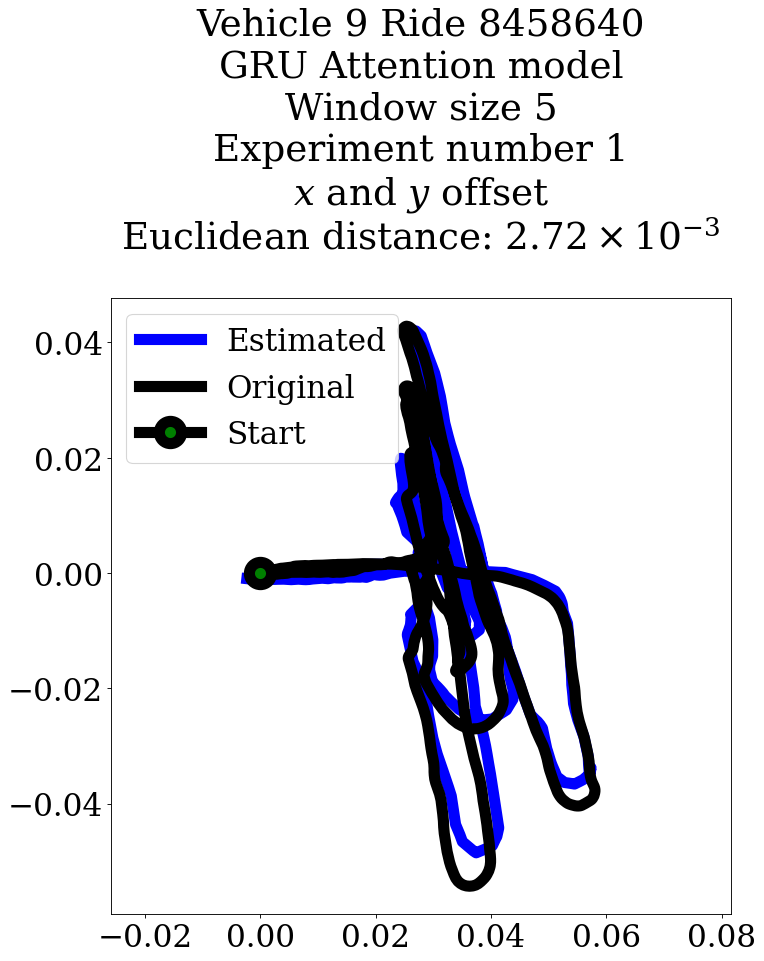 Vehicle 9 Ride 8458640
GRU Attention model
Window size 5
Experiment number 1
x and y offset
Euclidean distance: 2.72 × 10⁻³
Estimated
Original
Start
0.04
0.02
0.00
−0.02
−0.04
−0.02 0.00 0.02 0.04 0.06 0.08